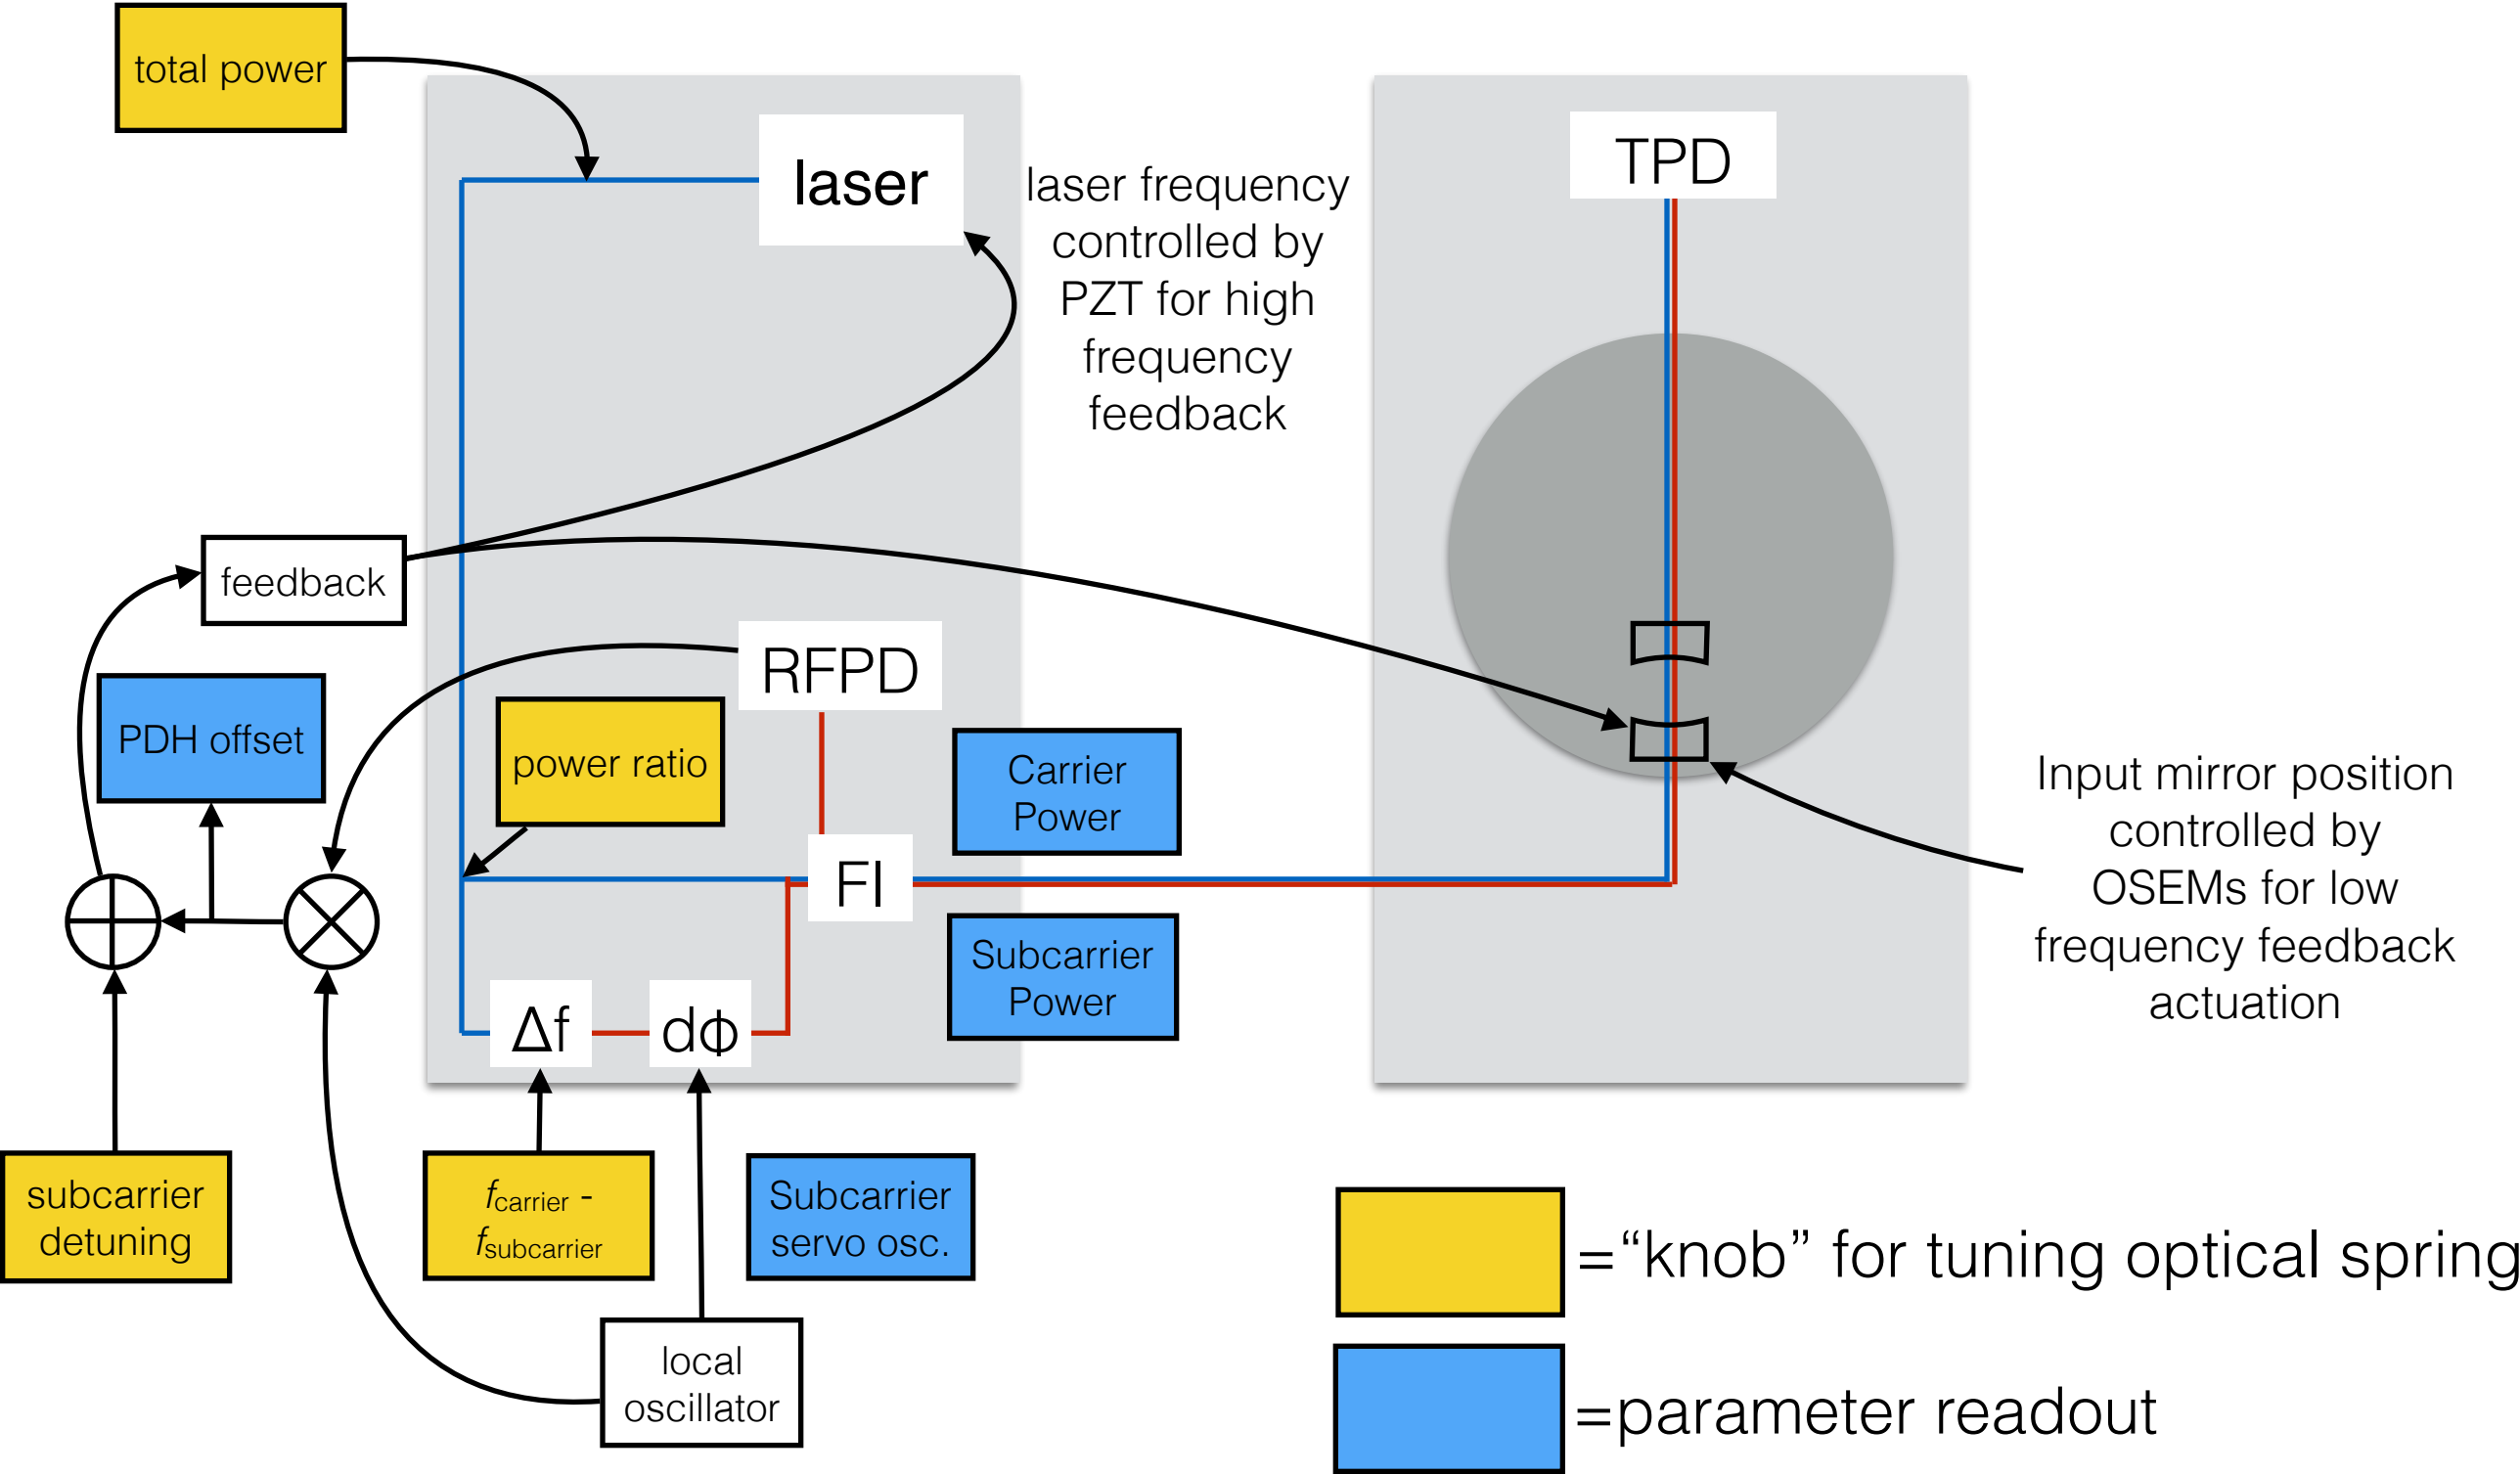 total power
laser
TPD
laser frequency
controlled by
PZT for high
frequency
feedback
feedback
RFPD
PDH offset
power ratio
Carrier
Power
FI
Subcarrier
Power
Input mirror position
controlled by
OSEMs for low
frequency feedback
actuation
Δf
dϕ
subcarrier
detuning
fcarrier -
fsubcarrier
Subcarrier
servo osc.
local
oscillator
=“knob” for tuning optical spring
=parameter readout